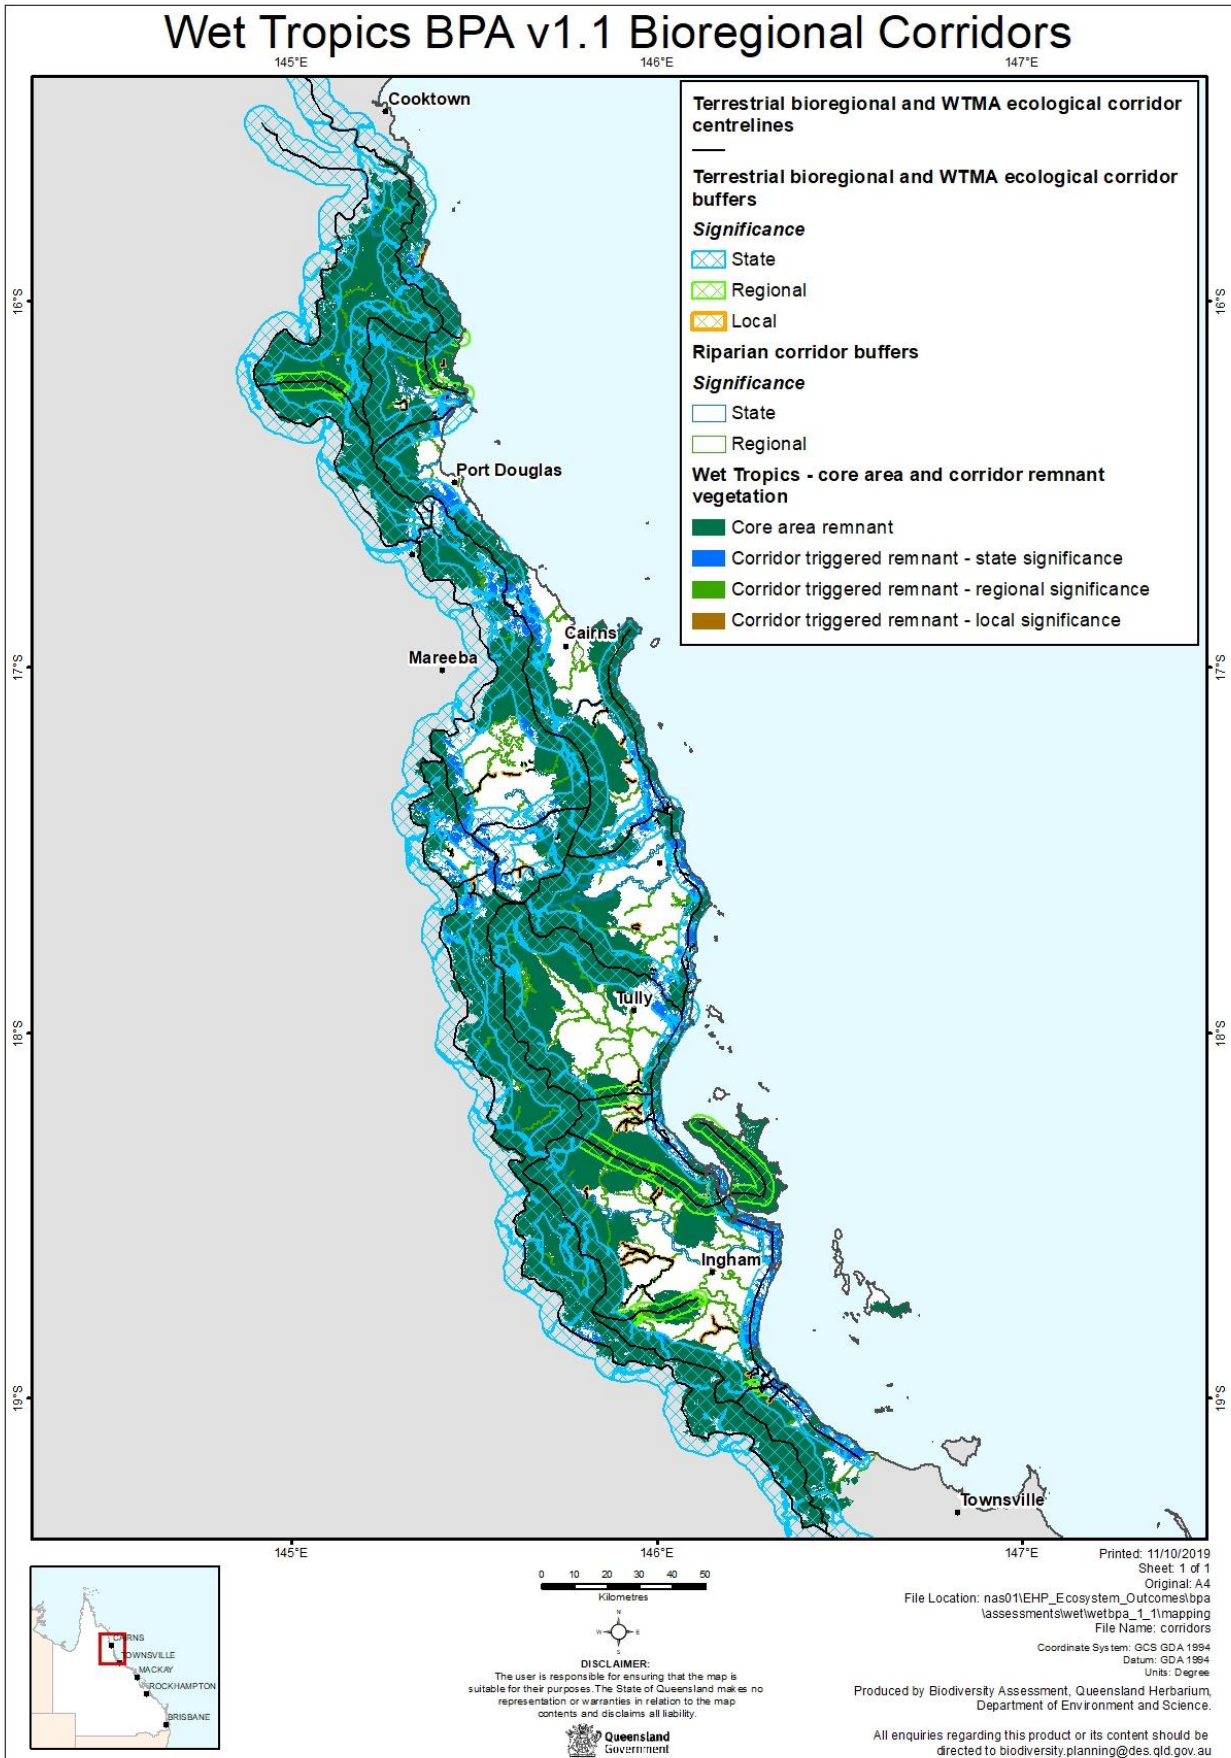 Wet Tropics BPA v1.1 Bioregional Corridors
145°E 146°E 147°E
Cooktown
Terrestrial bioregional and WTMA ecological corridor
centrelines
Terrestrial bioregional and WTMA ecological corridor
buffers
Significance
State
Regional
Local
Riparian corridor buffers
Significance
State
Regional
Wet Tropics - core area and corridor remnant
vegetation
Core area remnant
Corridor triggered remnant - state significance
Corridor triggered remnant - regional significance
Corridor triggered remnant - local significance
16°S 16°S
Port Douglas
Cairns
Mareeba
17°S 17°S
Tully
18°S 18°S
Ingham
19°S 19°S
Townsville
145°E 146°E 147°E
CAIRNS
TOWNSVILLE
MACKAY
ROCKHAMPTON
BRISBANE
0 10 20 30 40 50
Kilometres
N
W E
S
DISCLAIMER:
The user is responsible for ensuring that the map is
suitable for their purposes. The State of Queensland makes no
representation or warranties in relation to the map
contents and disclaims all liability.
Queensland
Government
Printed: 11/10/2019
Sheet: 1 of 1
Original: A4
File Location: nas01\EHP_Ecosystem_Outcomes\bpa
\assessments\wet\wetbpa_1_1\mapping
File Name: corridors
Coordinate System: GCS GDA 1994
Datum: GDA 1994
Units: Degree
Produced by Biodiversity Assessment, Queensland Herbarium,
Department of Environment and Science.
All enquiries regarding this product or its content should be
directed to biodiversity.planning@des.qld.gov.au